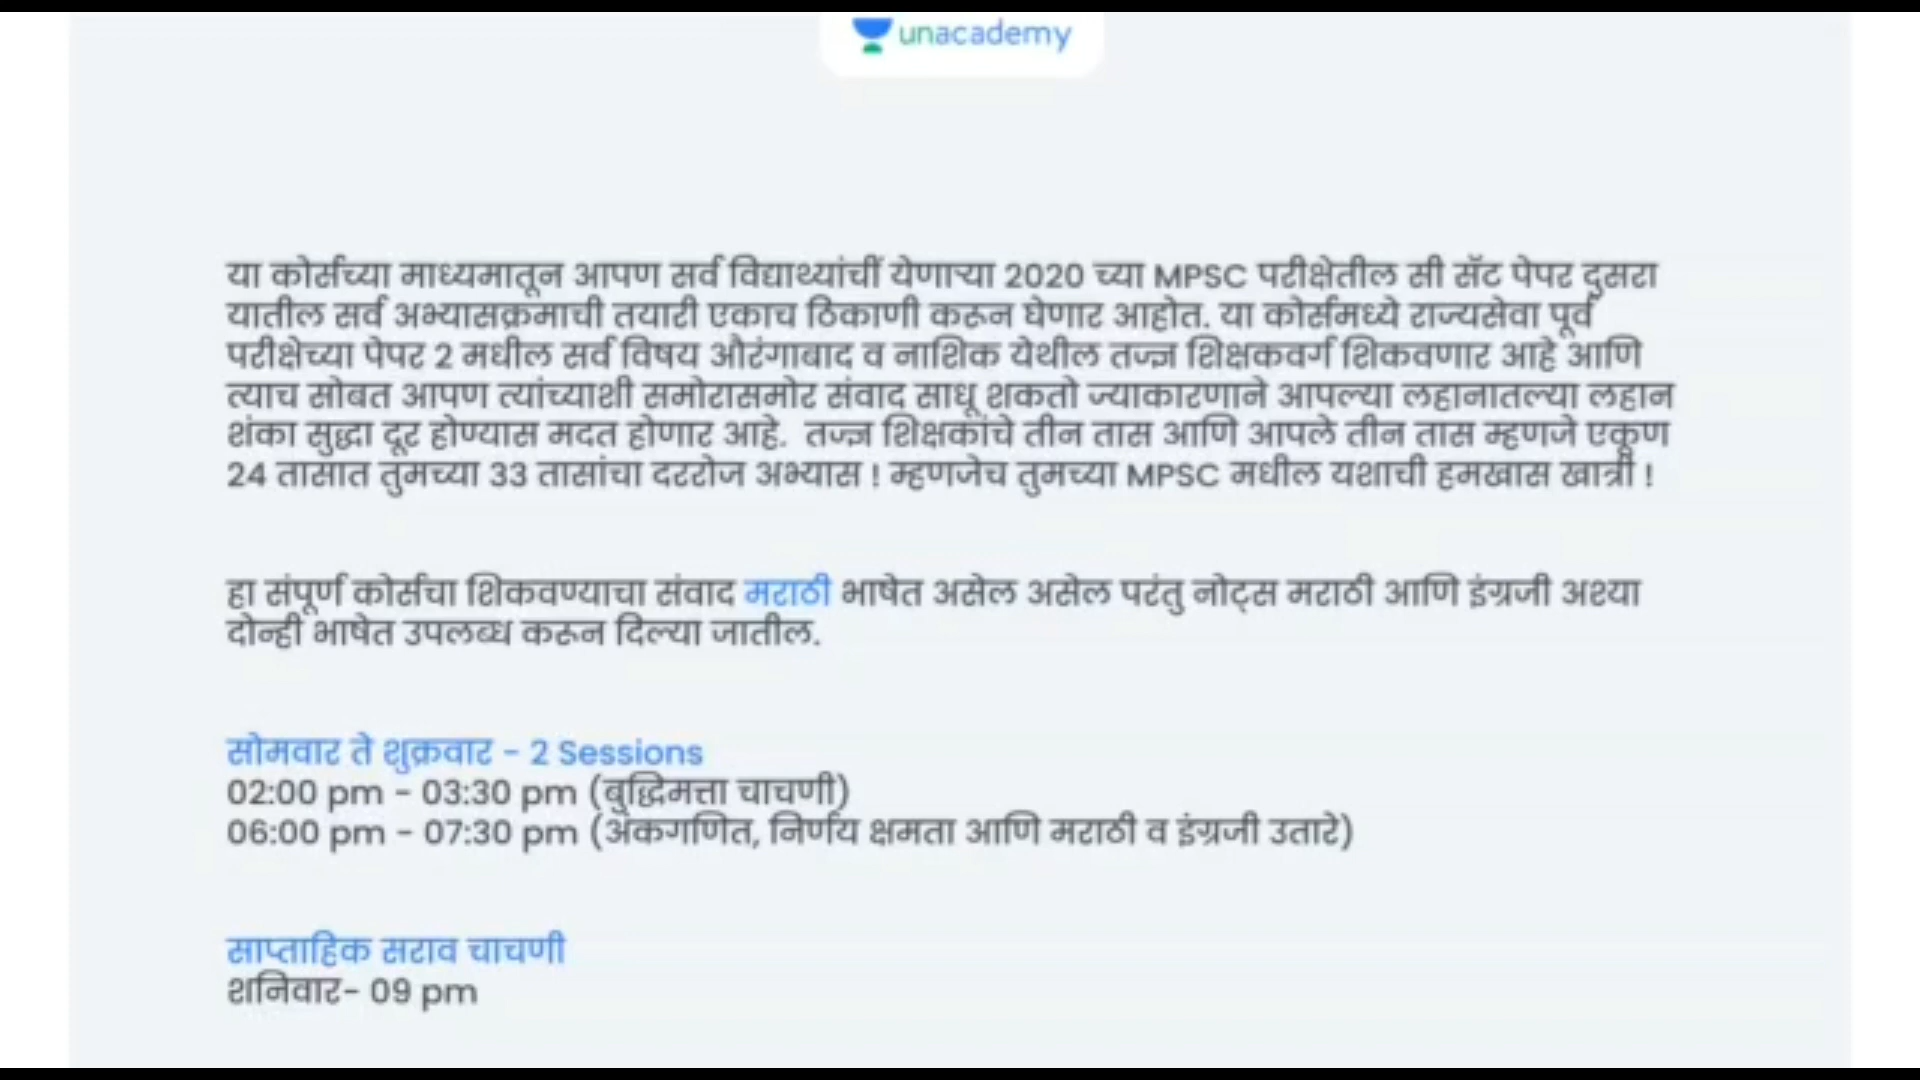 unacademy
या कोर्सच्या माध्यमातून आपण सर्व विद्यार्थ्यांचीं येणाऱ्या 2020 च्या MPSC परीक्षेतील सी सॅट पेपर दुसरा
यातील सर्व अभ्यासक्रमाची तयारी एकाच ठिकाणी करून घेणार आहोत. या कोर्समध्ये राज्यसेवा पूर्व
परीक्षेच्या पेपर 2 मधील सर्व विषय औरंगाबाद व नाशिक येथील तज्ज्ञ शिक्षकवर्ग शिकवणार आहे आणि
त्याच सोबत आपण त्यांच्याशी समोरासमोर संवाद साधू शकतो ज्याकारणाने आपल्या लहानातल्या लहान
शंका सुद्धा दूर होण्यास मदत होणार आहे. तज्ज्ञ शिक्षकांचे तीन तास आणि आपले तीन तास म्हणजे एकूण
24 तासात तुमच्या 33 तासांचा दररोज अभ्यास ! म्हणजेच तुमच्या MPSC मधील यशाची हमखास खात्री !
हा संपूर्ण कोर्सचा शिकवण्याचा संवाद मराठी भाषेत असेल असेल परंतु नोट्स मराठी आणि इंग्रजी अश्या
दोन्ही भाषेत उपलब्ध करून दिल्या जातील.
सोमवार ते शुक्रवार - 2 Sessions
02:00 pm - 03:30 pm (बुद्धिमत्ता चाचणी)
06:00 pm - 07:30 pm (अंकगणित, निर्णय क्षमता आणि मराठी व इंग्रजी उतारे)
साप्ताहिक सराव चाचणी
शनिवार- 09 pm